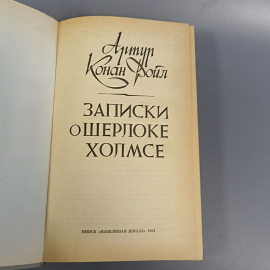 Артур
Конан Дойл
ЗАПИСКИ
О ШЕРЛОКЕ
ХОЛМСЕ
МИНСК «ВЫШЭЙШАЯ ШКОЛА»